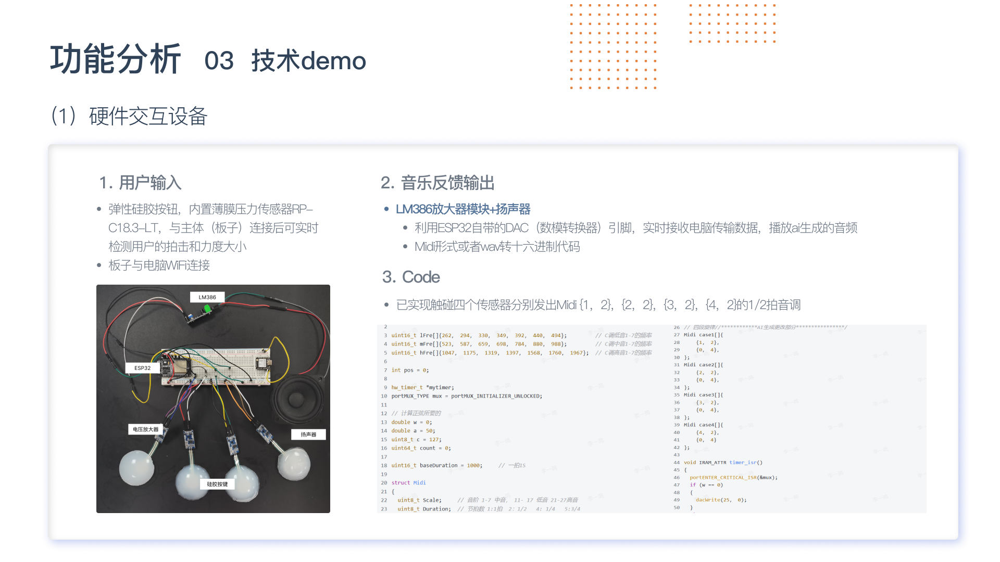 功能分析 03 技术demo
（1）硬件交互设备
1. 用户输入
弹性硅胶按钮，内置薄膜压力传感器RP-
C18.3-LT，与主体（板子）连接后可实时
检测用户的拍击和力度大小
板子与电脑WiFi连接
LM386
ESP32
电压放大器
扬声器
硅胶按键
2. 音乐反馈输出
LM386放大器模块+扬声器
利用ESP32自带的DAC（数模转换器）引脚，实时接收电脑传输数据，播放ai生成的音频
Midi形式或者wav转十六进制代码
3. Code
已实现触碰四个传感器分别发出Midi {1，2}，{2，2}，{3，2}，{4，2}的1/2拍音调
2
3 uint16_t lFre[]{262, 294, 330, 349, 392, 440, 494}; // C调低音1-7的频率
4 uint16_t mFre[]{523, 587, 659, 698, 784, 880, 988}; // C调中音1-7的频率
5 uint16_t hFre[]{1047, 1175, 1319, 1397, 1568, 1760, 1967}; // C调高音1-7的频率
6
7 int pos = 0;
8
9 hw_timer_t *mytimer;
10 portMUX_TYPE mux = portMUX_INITIALIZER_UNLOCKED;
11
12 // 计算正弦所要的
13 double w = 0;
14 double a = 50;
15 uint8_t c = 127;
16 uint64_t count = 0;
17
18 uint16_t baseDuration = 1000; // 一拍1S
19
20 struct Midi
21 {
22 uint8_t Scale; // 音阶 1-7 中音, 11- 17 低音 21-27高音
23 uint8_t Duration; // 节拍数 1:1拍 2: 1/2 4: 1/4 5:3/4
26 // 四段旋律//************AI生成更改部分****************/
27 Midi case1[]{
28 {1, 2},
29 {0, 4},
30 };
31 Midi case2[]{
32 {2, 2},
33 {0, 4},
34 };
35 Midi case3[]{
36 {3, 2},
37 {0, 4},
38 };
39 Midi case4[]{
40 {4, 2},
41 {0, 4}
42 };
43
44 void IRAM_ATTR timer_isr()
45 {
46 portENTER_CRITICAL_ISR(&mux);
47 if (w == 0)
48 {
49 dacWrite(25, 0);
50 }